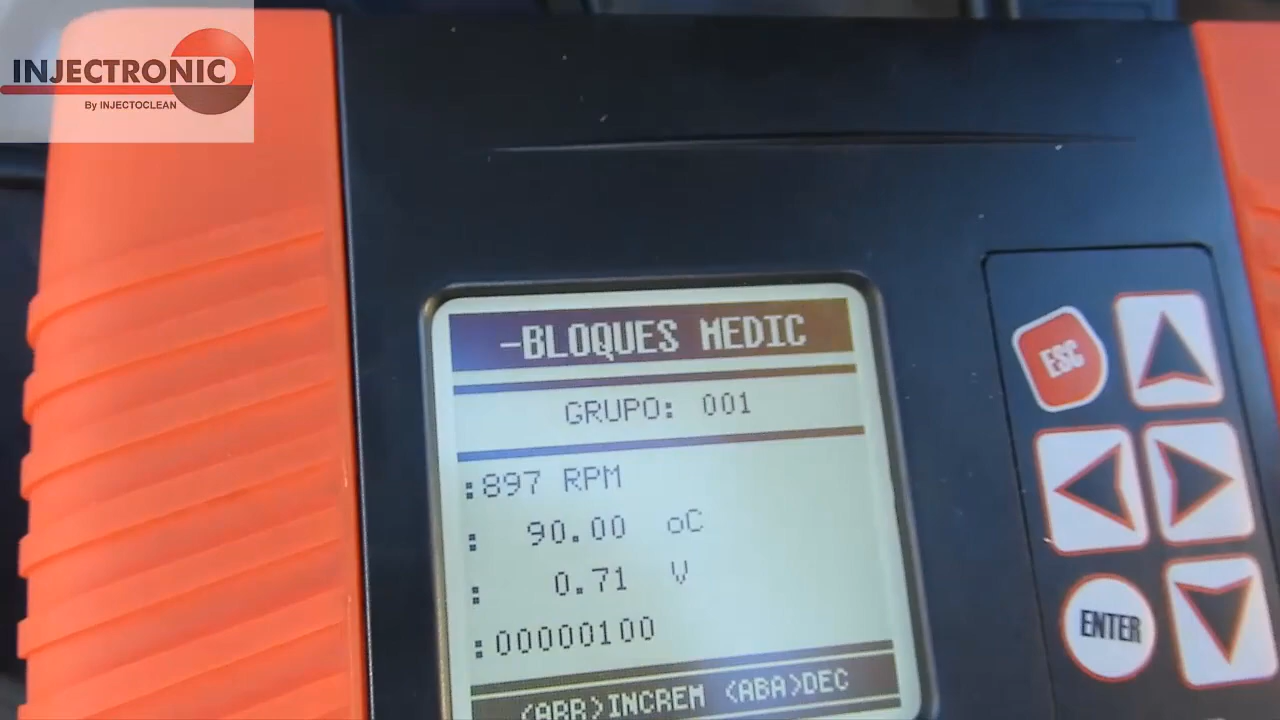 INJECTRONIC
By INJECTOCLEAN
-BLOQUES MEDIC
GRUPO: 001
:897 RPM
: 90.00 oC
: 0.71 V
:00000100
(ARR)INCREM (ABA)DEC
ESC
ENTER